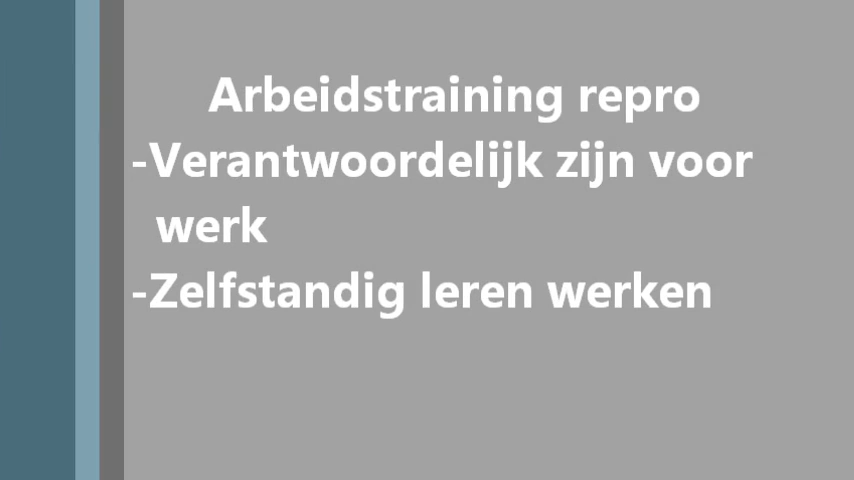 Arbeidstraining repro
-Verantwoordelijk zijn voor
werk
-Zelfstandig leren werken